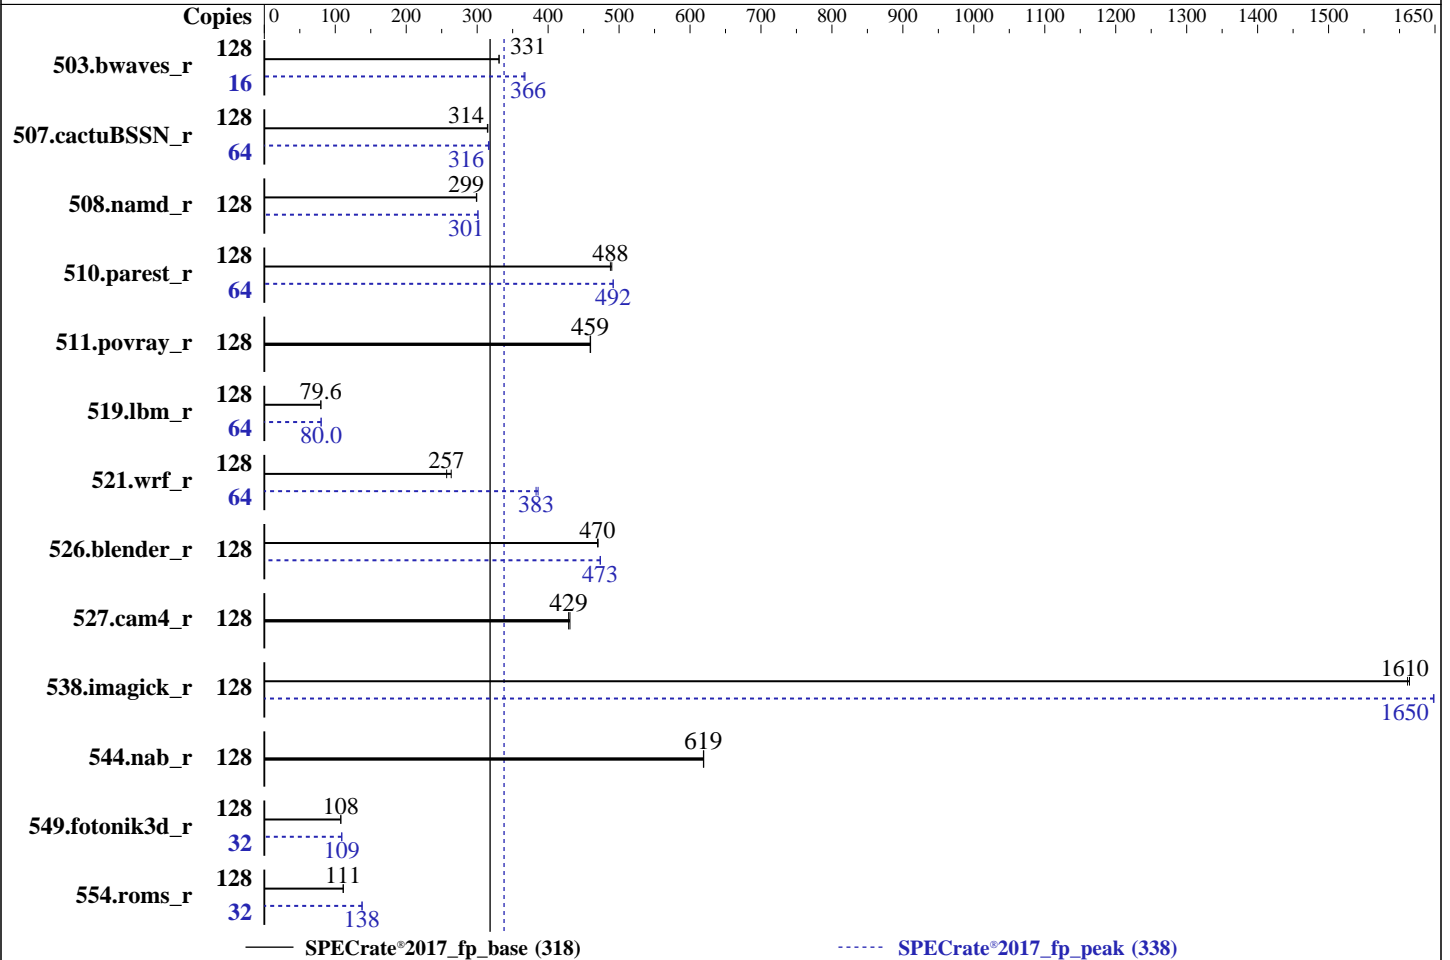 Copies 0 100 200 300 400 500 600 700 800 900 1000 1100 1200 1300 1400 1500 1650
503.bwaves_r 128 331
16 366
507.cactuBSSN_r 128 314
64 316
508.namd_r 128 299
301
510.parest_r 128 488
64 492
511.povray_r 128 459
519.lbm_r 128 79.6
64 80.0
521.wrf_r 128 257
64 383
526.blender_r 128 470
473
527.cam4_r 128 429
538.imagick_r 128 1610
1650
544.nab_r 128 619
549.fotonik3d_r 128 108
32 109
554.roms_r 128 111
32 138
SPECrate®2017_fp_base (318) SPECrate®2017_fp_peak (338)